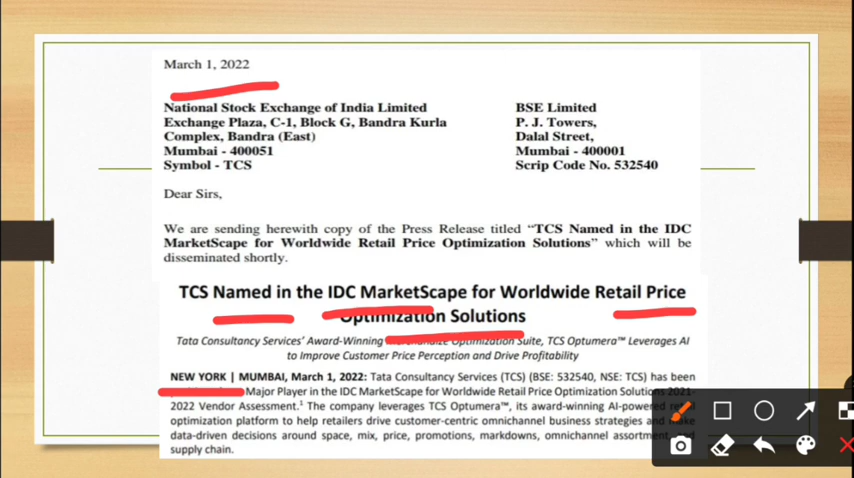 March 1, 2022
National Stock Exchange of India Limited
Exchange Plaza, C-1, Block G, Bandra Kurla
Complex, Bandra (East)
Mumbai - 400051
Symbol - TCS
BSE Limited
P. J. Towers,
Dalal Street,
Mumbai - 400001
Scrip Code No. 532540
Dear Sirs,
We are sending herewith copy of the Press Release titled “TCS Named in the IDC
MarketScape for Worldwide Retail Price Optimization Solutions” which will be
disseminated shortly.
TCS Named in the IDC MarketScape for Worldwide Retail Price
Optimization Solutions
Tata Consultancy Services’ Award-Winning Optimization Suite, TCS Optumera™ Leverages AI
to Improve Customer Price Perception and Drive Profitability
NEW YORK | MUMBAI, March 1, 2022: Tata Consultancy Services (TCS) (BSE: 532540, NSE: TCS) has been
Major Player in the IDC MarketScape for Worldwide Retail Price Optimization Solutions 2021-
2022 Vendor Assessment.¹ The company leverages TCS Optumera™, its award-winning AI-powered
optimization platform to help retailers drive customer-centric omnichannel business strategies and
data-driven decisions around space, mix, price, promotions, markdowns, omnichannel assortment
supply chain.